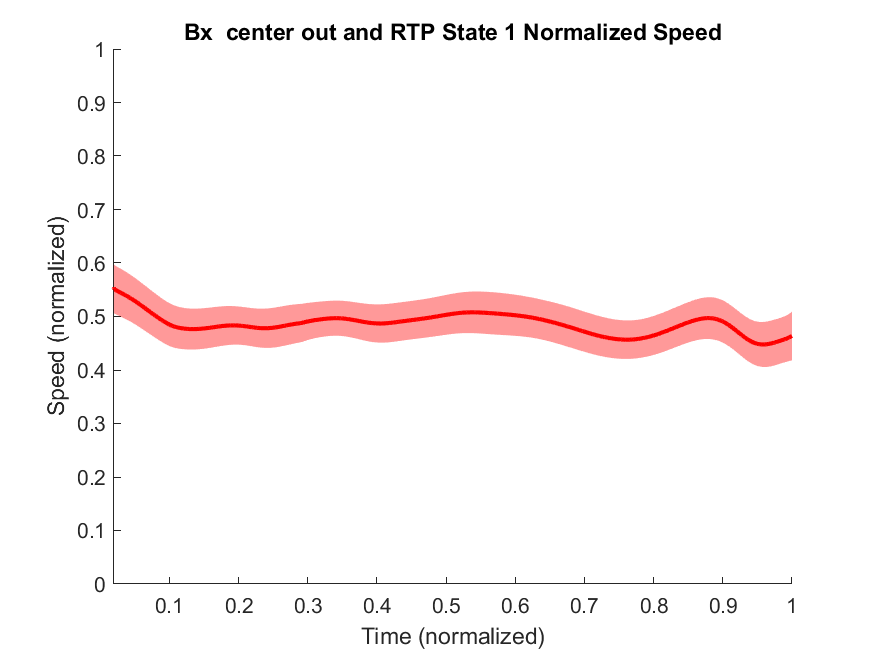 Bx  center out and RTP State 1 Normalized Speed
1
0.9
0.8
0.7
0.6
0.5
0.4
0.3
0.2
0.1
0
Speed (normalized)
0.1 0.2 0.3 0.4 0.5 0.6 0.7 0.8 0.9 1
Time (normalized)